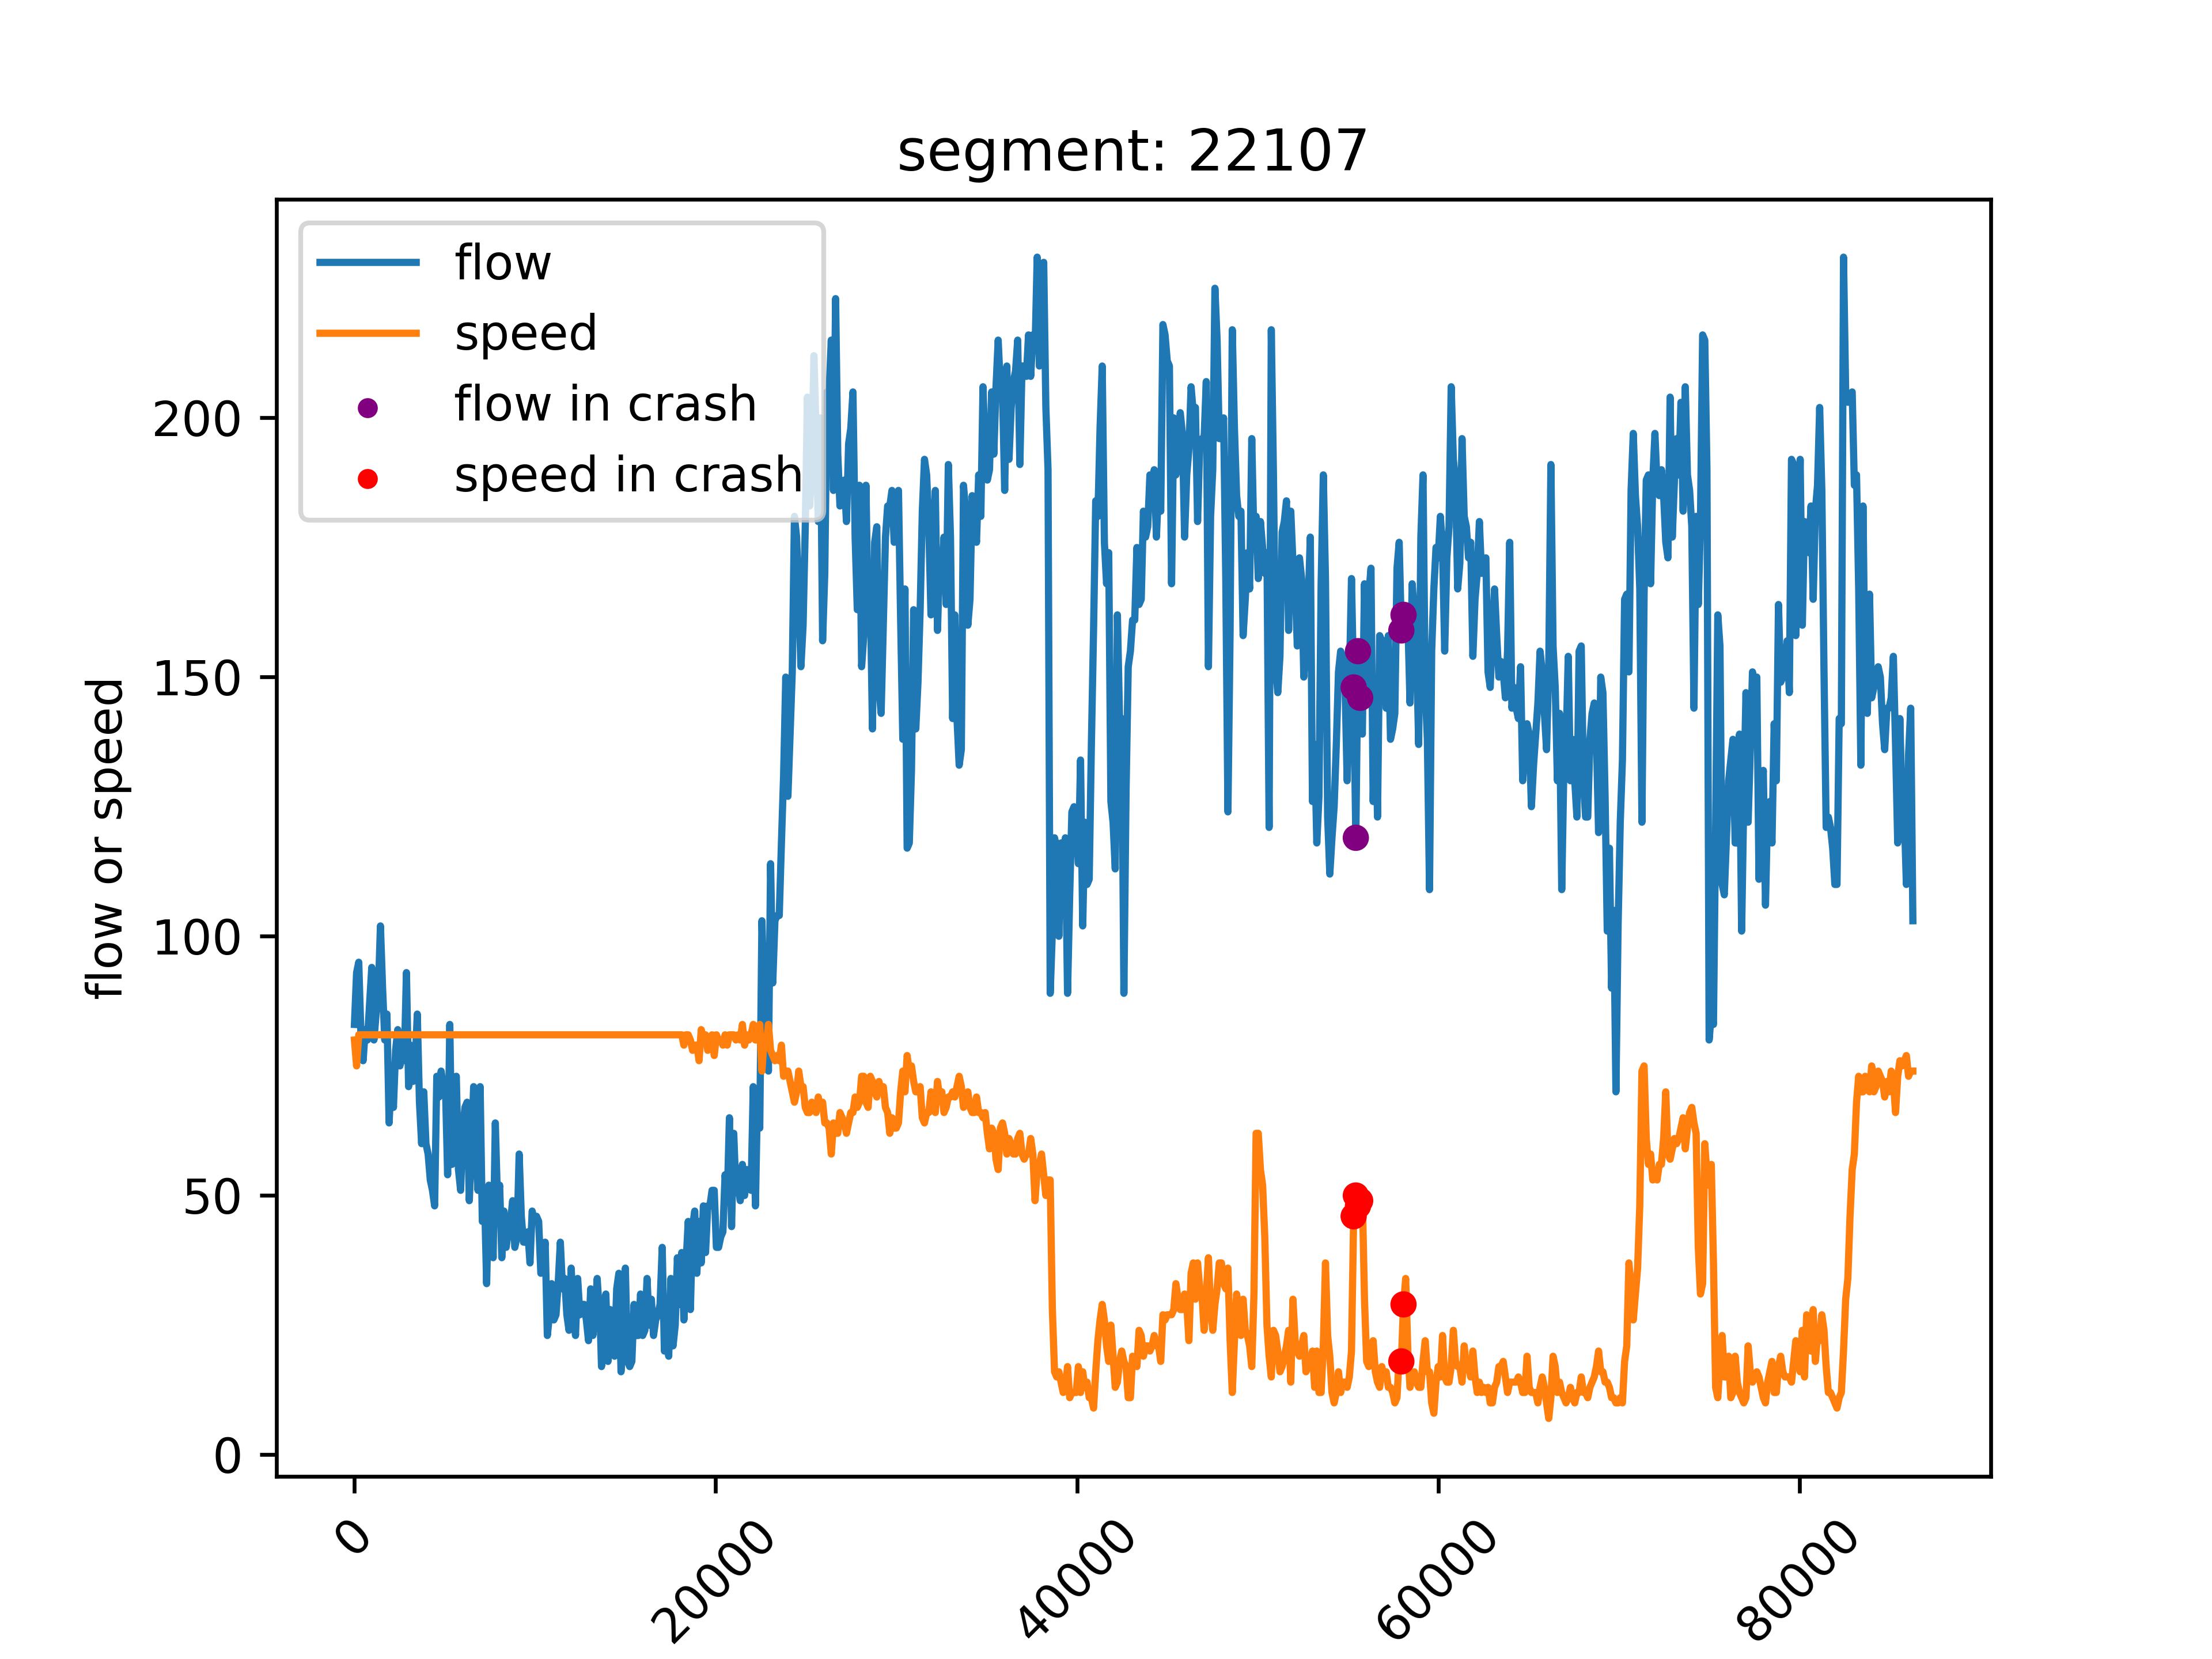 segment: 22107
flow
speed
flow in crash
speed in crash
flow or speed
200
150
100
50
0
0
20000
40000
60000
80000